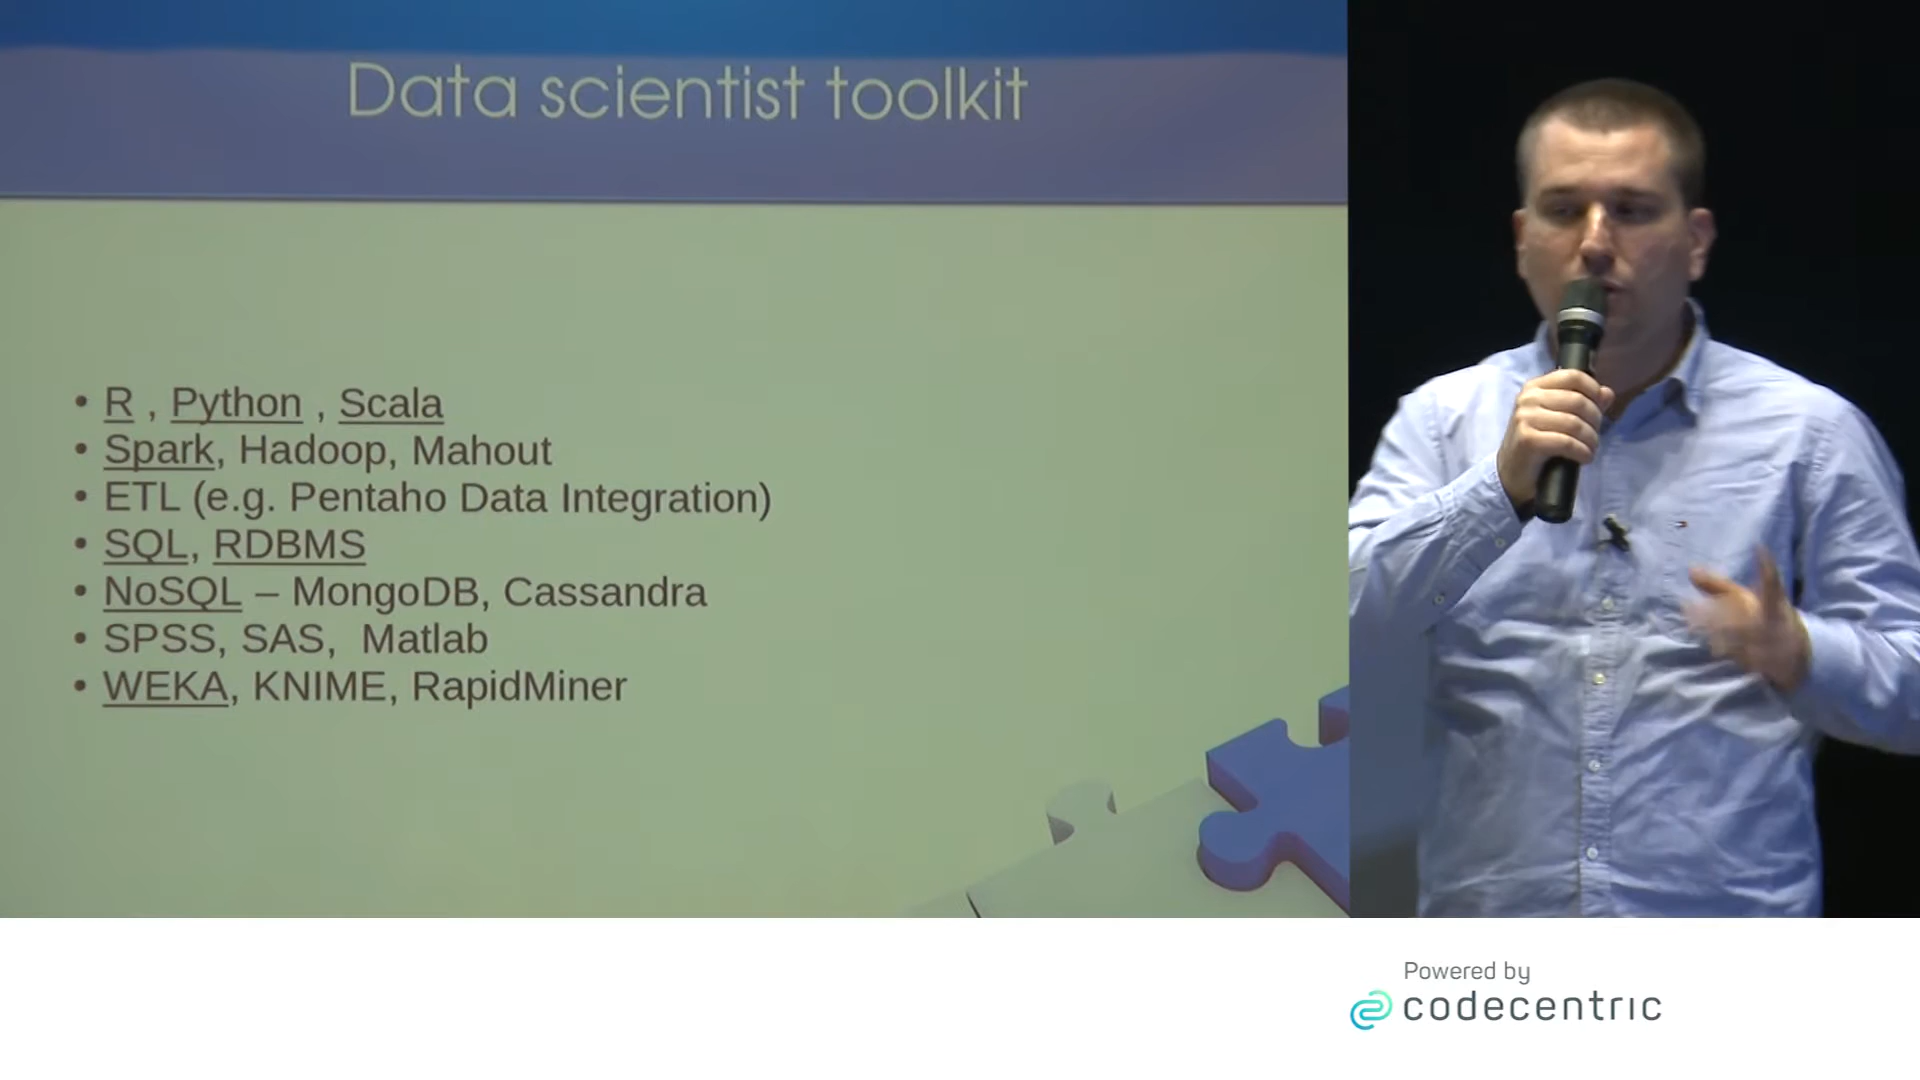 Data scientist toolkit
• R , Python , Scala
• Spark, Hadoop, Mahout
• ETL (e.g. Pentaho Data Integration)
• SQL, RDBMS
• NoSQL – MongoDB, Cassandra
• SPSS, SAS,  Matlab
• WEKA, KNIME, RapidMiner
Powered by
codecentric